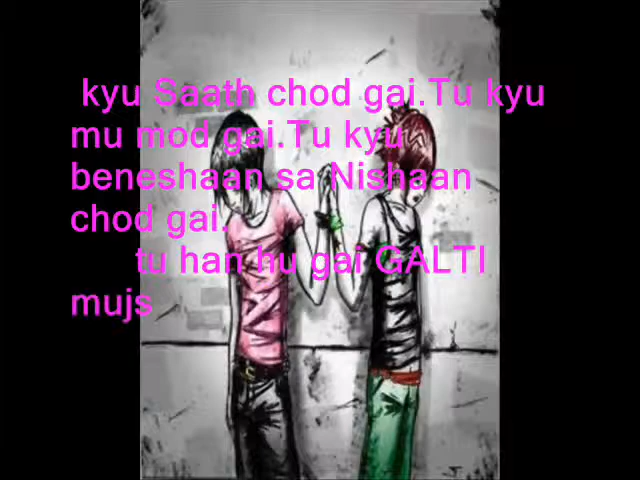 kyu Saath chod gai.Tu kyu
mu mod gai.Tu kyu
beneshaan sa Nishaan
chod gai.
tu han hu gai GALTI
mujs